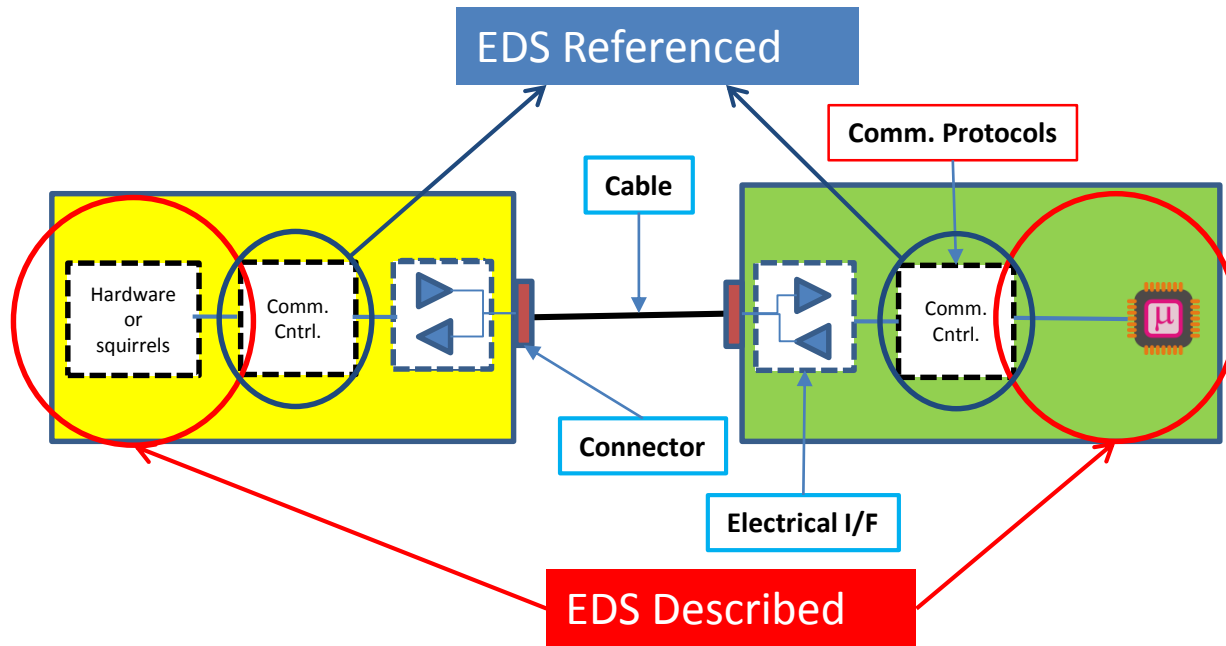 EDS Referenced
Comm. Protocols
Cable
Hardware
or
squirrels
Comm.
Cntrl.
Comm.
Cntrl.
μ
Connector
Electrical I/F
EDS Described